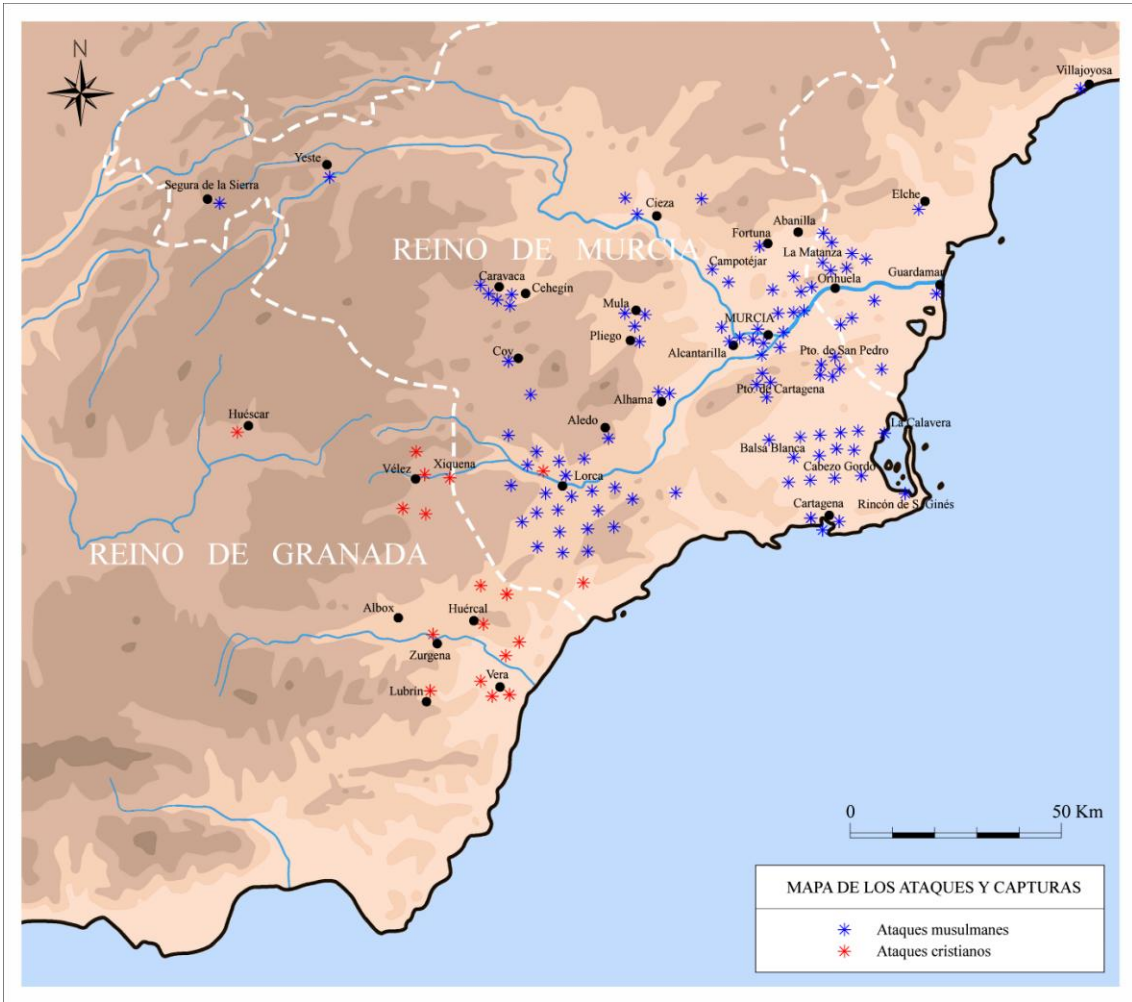 N
Villajoyosa
Yeste
Segura de la Sierra
Elche
Cieza
Abanilla
Fortuna
REINO DE MURCIA
La Matanza
Campotéjar
Guardamar
Caravaca
Orihuela
Cehegín
Mula
MURCIA
Pliego
Alcantarilla
Coy
Pto. de San Pedro
Pto. de Cartagena
Alhama
Huéscar
Aledo
La Calavera
Balsa Blanca
Vélez
Xiquena
Cabezo Gordo
Lorca
Cartagena
Rincón de S. Ginés
REINO DE GRANADA
Albox
Huércal
Zurgena
Vera
Lubrín
0 50 Km
MAPA DE LOS ATAQUES Y CAPTURAS
Ataques musulmanes
Ataques cristianos